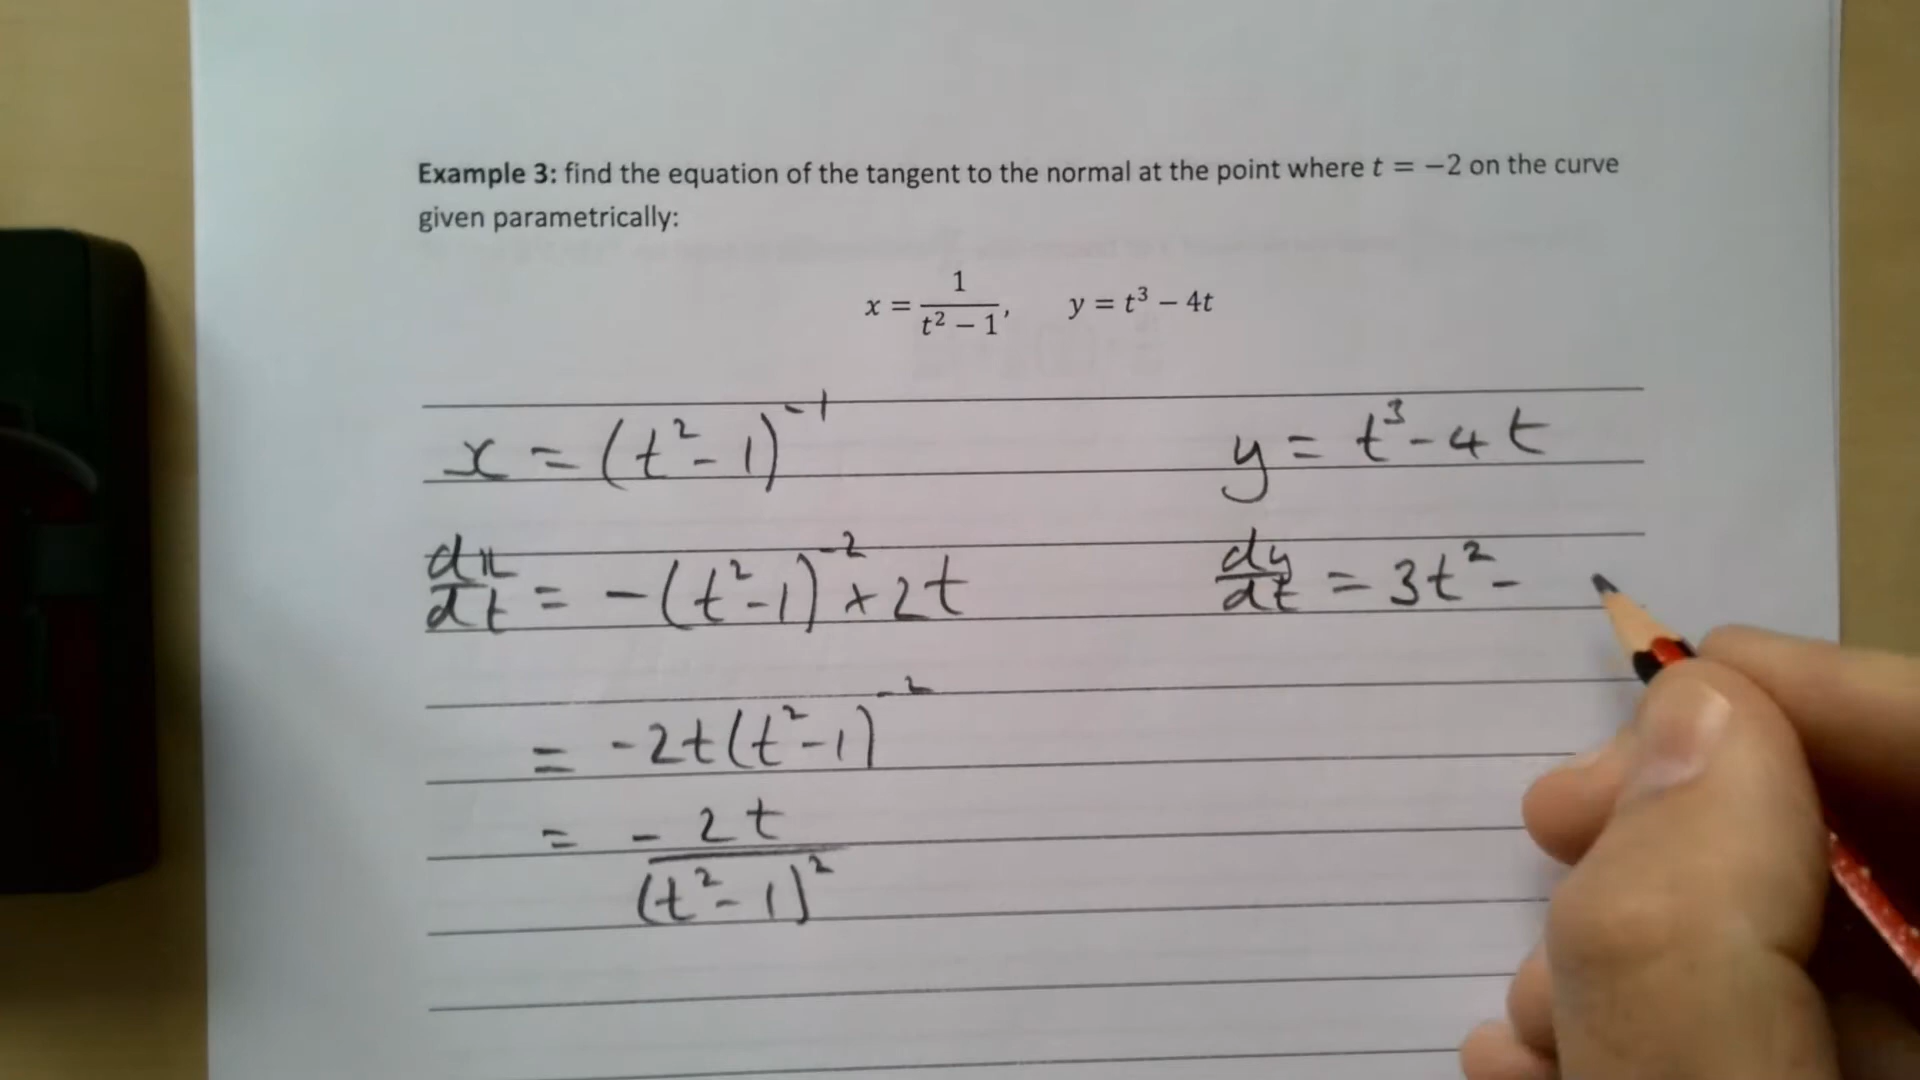 Example 3: find the equation of the tangent to the normal at the point where t = −2 on the curve
given parametrically:
x = 1/(t² − 1), y = t³ − 4t
x = (t² - 1)⁻¹ y = t³ - 4t
dx/dt = -(t² - 1)⁻² × 2t dy/dt = 3t² -
= -2t(t² - 1)⁻²
= - 2t/(t² - 1)²